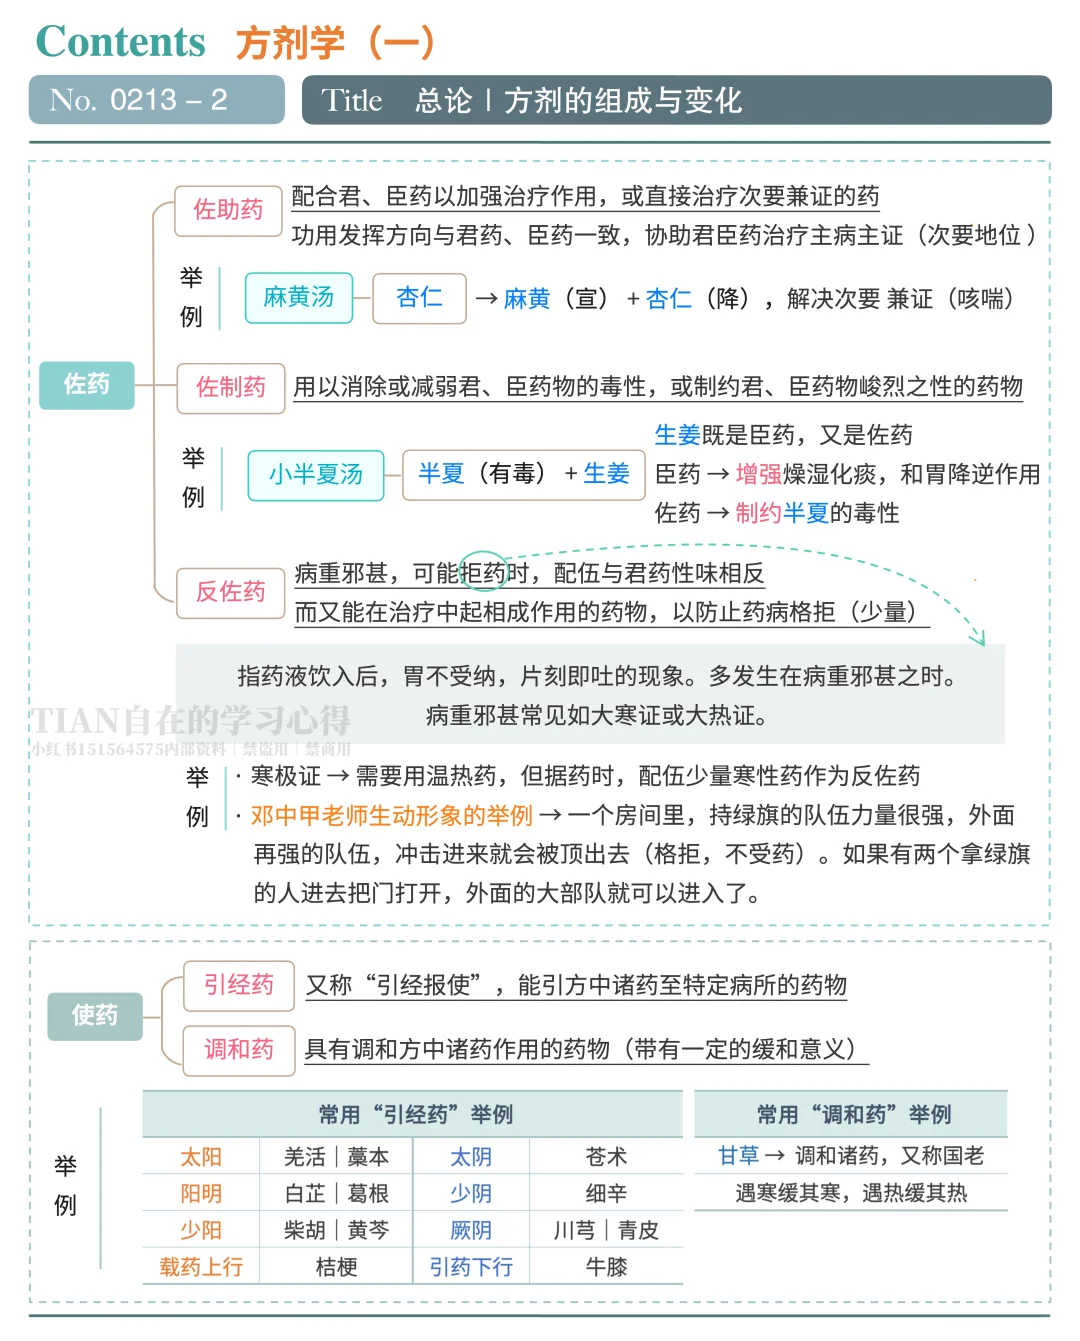 Contents 方剂学（一）
No. 0213 – 2
Title 总论 | 方剂的组成与变化
佐药
佐助药
配合君、臣药以加强治疗作用，或直接治疗次要兼证的药
功用发挥方向与君药、臣药一致，协助君臣药治疗主病主证（次要地位 ）
举例
麻黄汤 杏仁 → 麻黄（宣） + 杏仁（降），解决次要 兼证（咳喘）
佐制药
用以消除或减弱君、臣药物的毒性，或制约君、臣药物峻烈之性的药物
举例
小半夏汤 半夏（有毒） + 生姜
生姜既是臣药，又是佐药
臣药 → 增强燥湿化痰，和胃降逆作用
佐药 → 制约半夏的毒性
反佐药
病重邪甚，可能拒药时，配伍与君药性味相反
而又能在治疗中起相成作用的药物，以防止药病格拒（少量）
指药液饮入后，胃不受纳，片刻即吐的现象。多发生在病重邪甚之时。
病重邪甚常见如大寒证或大热证。
TIAN自在的学习心得
小红书151564575内部资料 | 禁盗用 | 禁商用
举例
· 寒极证 → 需要用温热药，但据药时，配伍少量寒性药作为反佐药
· 邓中甲老师生动形象的举例 → 一个房间里，持绿旗的队伍力量很强，外面
再强的队伍，冲击进来就会被顶出去（格拒，不受药）。如果有两个拿绿旗
的人进去把门打开，外面的大部队就可以进入了。
使药
引经药
又称“引经报使”，能引方中诸药至特定病所的药物
调和药
具有调和方中诸药作用的药物（带有一定的缓和意义）
举例
常用“引经药”举例 常用“调和药”举例
太阳 羌活 | 藁本 太阴 苍术 甘草 → 调和诸药，又称国老
阳明 白芷 | 葛根 少阴 细辛 遇寒缓其寒，遇热缓其热
少阳 柴胡 | 黄芩 厥阴 川芎 | 青皮
载药上行 桔梗 引药下行 牛膝